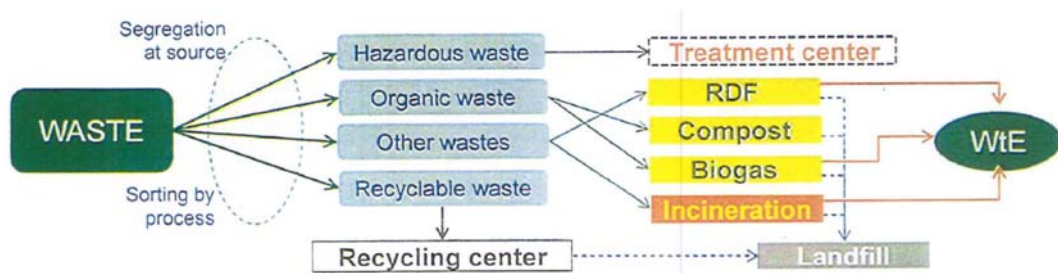 Segregation
at source
WASTE
Sorting by
process
Hazardous waste
Organic waste
Other wastes
Recyclable waste
Recycling center
Treatment center
RDF
Compost
Biogas
Incineration
Landfill
WtE